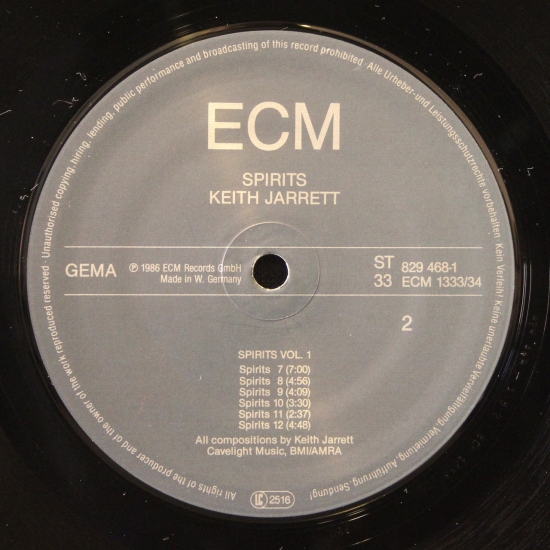 ECM
SPIRITS
KEITH JARRETT
GEMA
℗ 1986 ECM Records GmbH
Made in W. Germany
ST 829 468-1
33 ECM 1333/34
2
SPIRITS VOL. 1
Spirits 7 (7:00)
Spirits 8 (4:56)
Spirits 9 (4:09)
Spirits 10 (3:30)
Spirits 11 (2:37)
Spirits 12 (4:48)
All compositions by Keith Jarrett
Cavelight Music, BMI/AMRA
LC 2516
All rights of the producer and of the owner of the work reproduced reserved · Unauthorised copying, hiring, lending, public performance and broadcasting of this record prohibited · Alle Urheber- und Leistungsschutzrechte vorbehalten · Kein Verleih! Keine unerlaubte Vervielfältigung, Vermietung, Aufführung, Sendung!